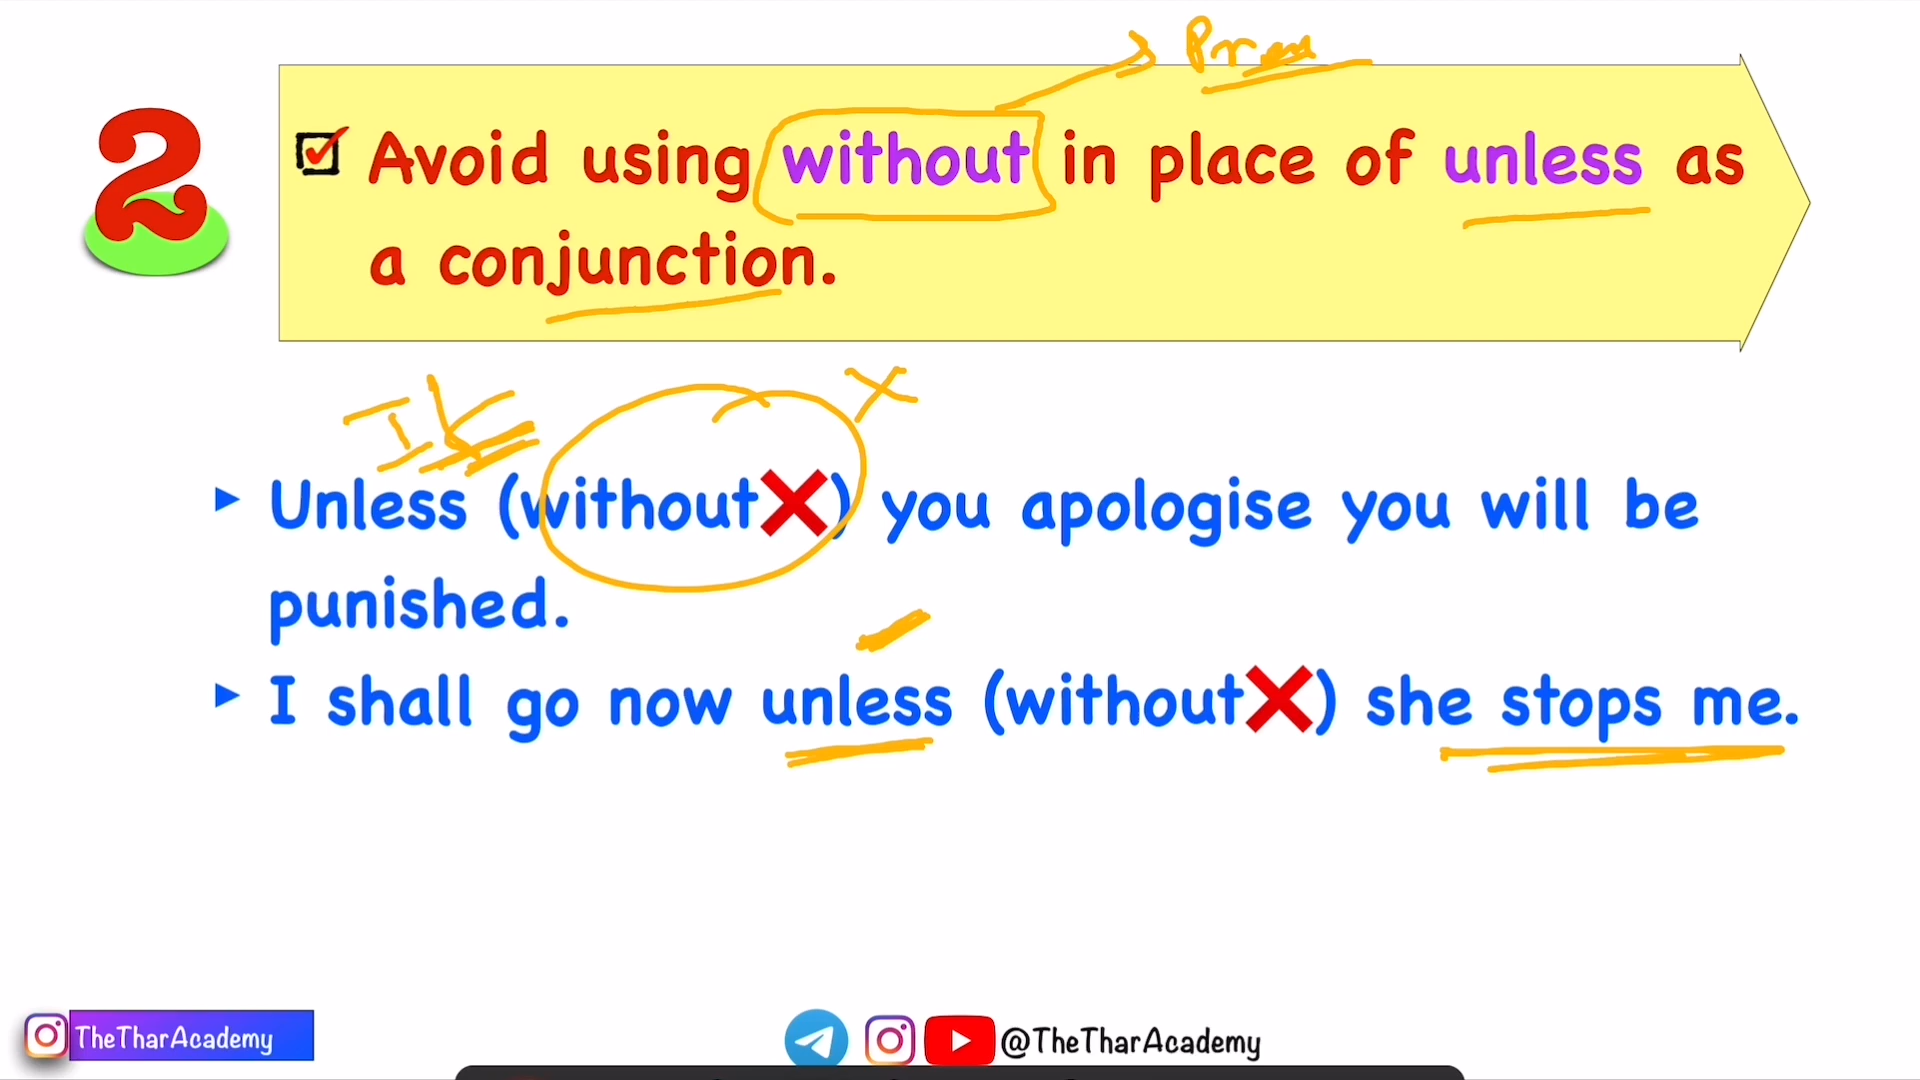 2
Avoid using without in place of unless as
a conjunction.
If X
Unless (without❌) you apologise you will be
punished.
I shall go now unless (without❌) she stops me.
TheTharAcademy
@TheTharAcademy